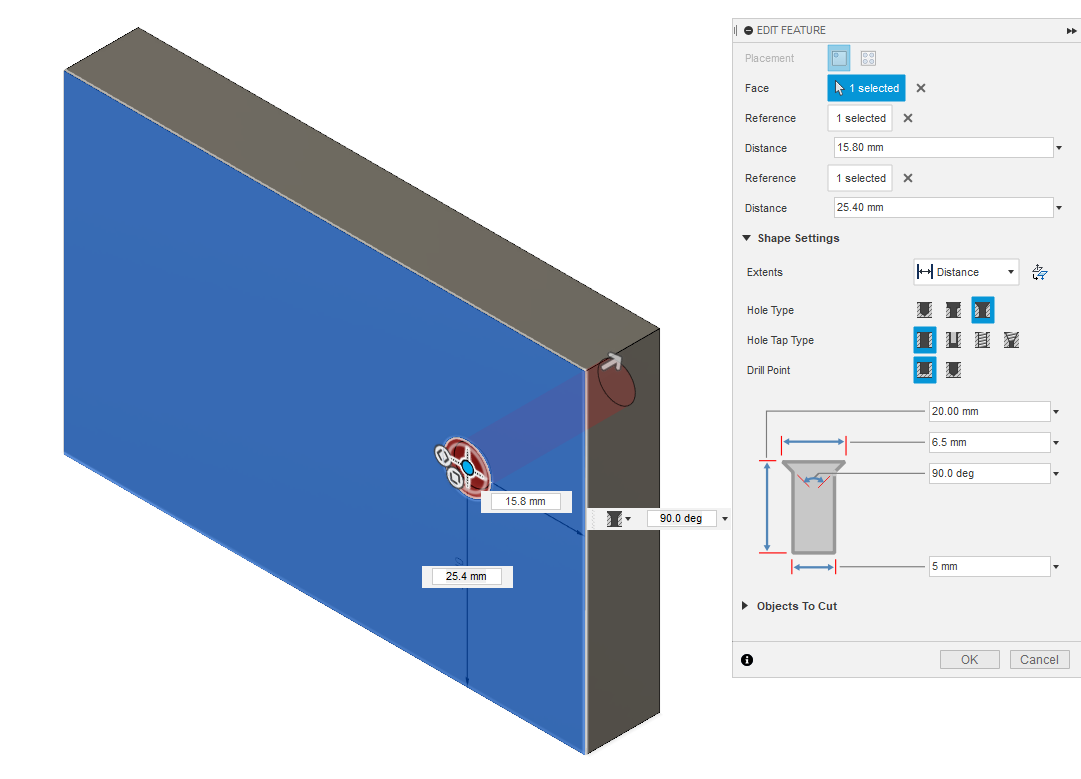 EDIT FEATURE
Placement
Face 1 selected
Reference 1 selected
Distance 15.80 mm
Reference 1 selected
Distance 25.40 mm
Shape Settings
Extents Distance
Hole Type
Hole Tap Type
Drill Point
20.00 mm
6.5 mm
90.0 deg
5 mm
Objects To Cut
OK Cancel
15.8 mm
90.0 deg
25.4 mm